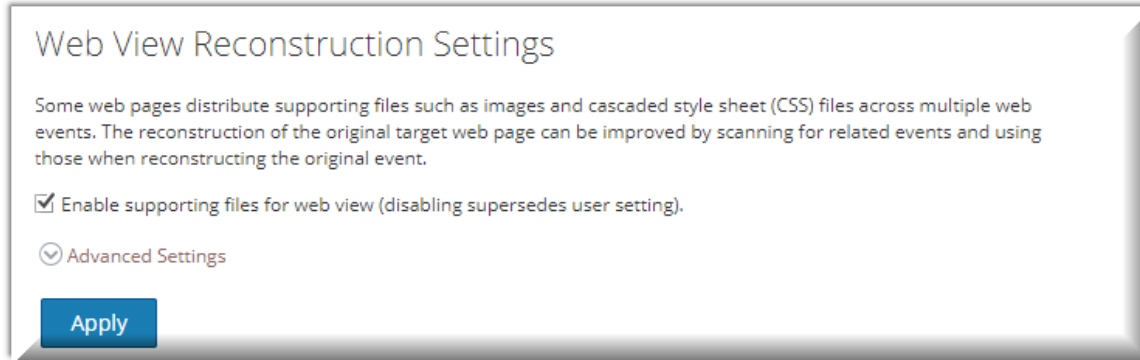 Web View Reconstruction Settings
Some web pages distribute supporting files such as images and cascaded style sheet (CSS) files across multiple web
events. The reconstruction of the original target web page can be improved by scanning for related events and using
those when reconstructing the original event.
Enable supporting files for web view (disabling supersedes user setting).
Advanced Settings
Apply